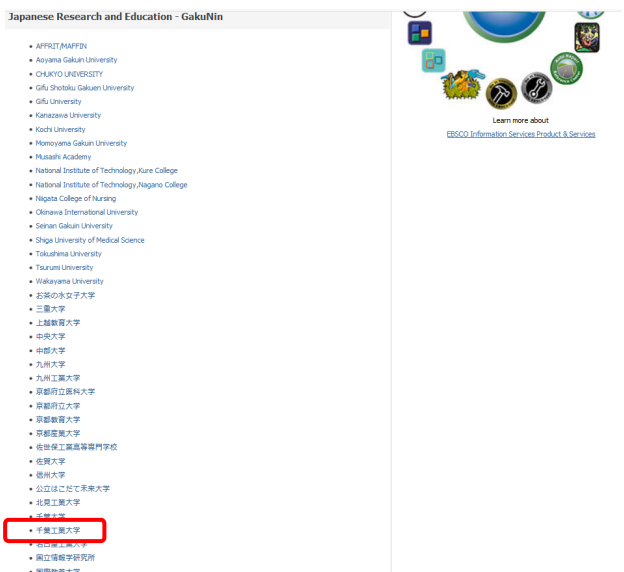 Japanese Research and Education - GakuNin
AFFRIT/MAFFIN
Aoyama Gakuin University
CHUKYO UNIVERSITY
Gifu Shotoku Gakuen University
Gifu University
Kanazawa University
Kochi University
Momoyama Gakuin University
Musashi Academy
National Institute of Technology,Kure College
National Institute of Technology,Nagano College
Niigata College of Nursing
Okinawa International University
Seinan Gakuin University
Shiga University of Medical Science
Tokushima University
Tsurumi University
Wakayama University
お茶の水女子大学
三重大学
上越教育大学
中央大学
中部大学
九州大学
九州工業大学
京都府立医科大学
京都府立大学
京都教育大学
京都産業大学
佐世保工業高等専門学校
佐賀大学
信州大学
公立はこだて未来大学
北見工業大学
千葉大学
千葉工業大学
名古屋工業大学
国立情報学研究所
Learn more about
EBSCO Information Services Product & Services